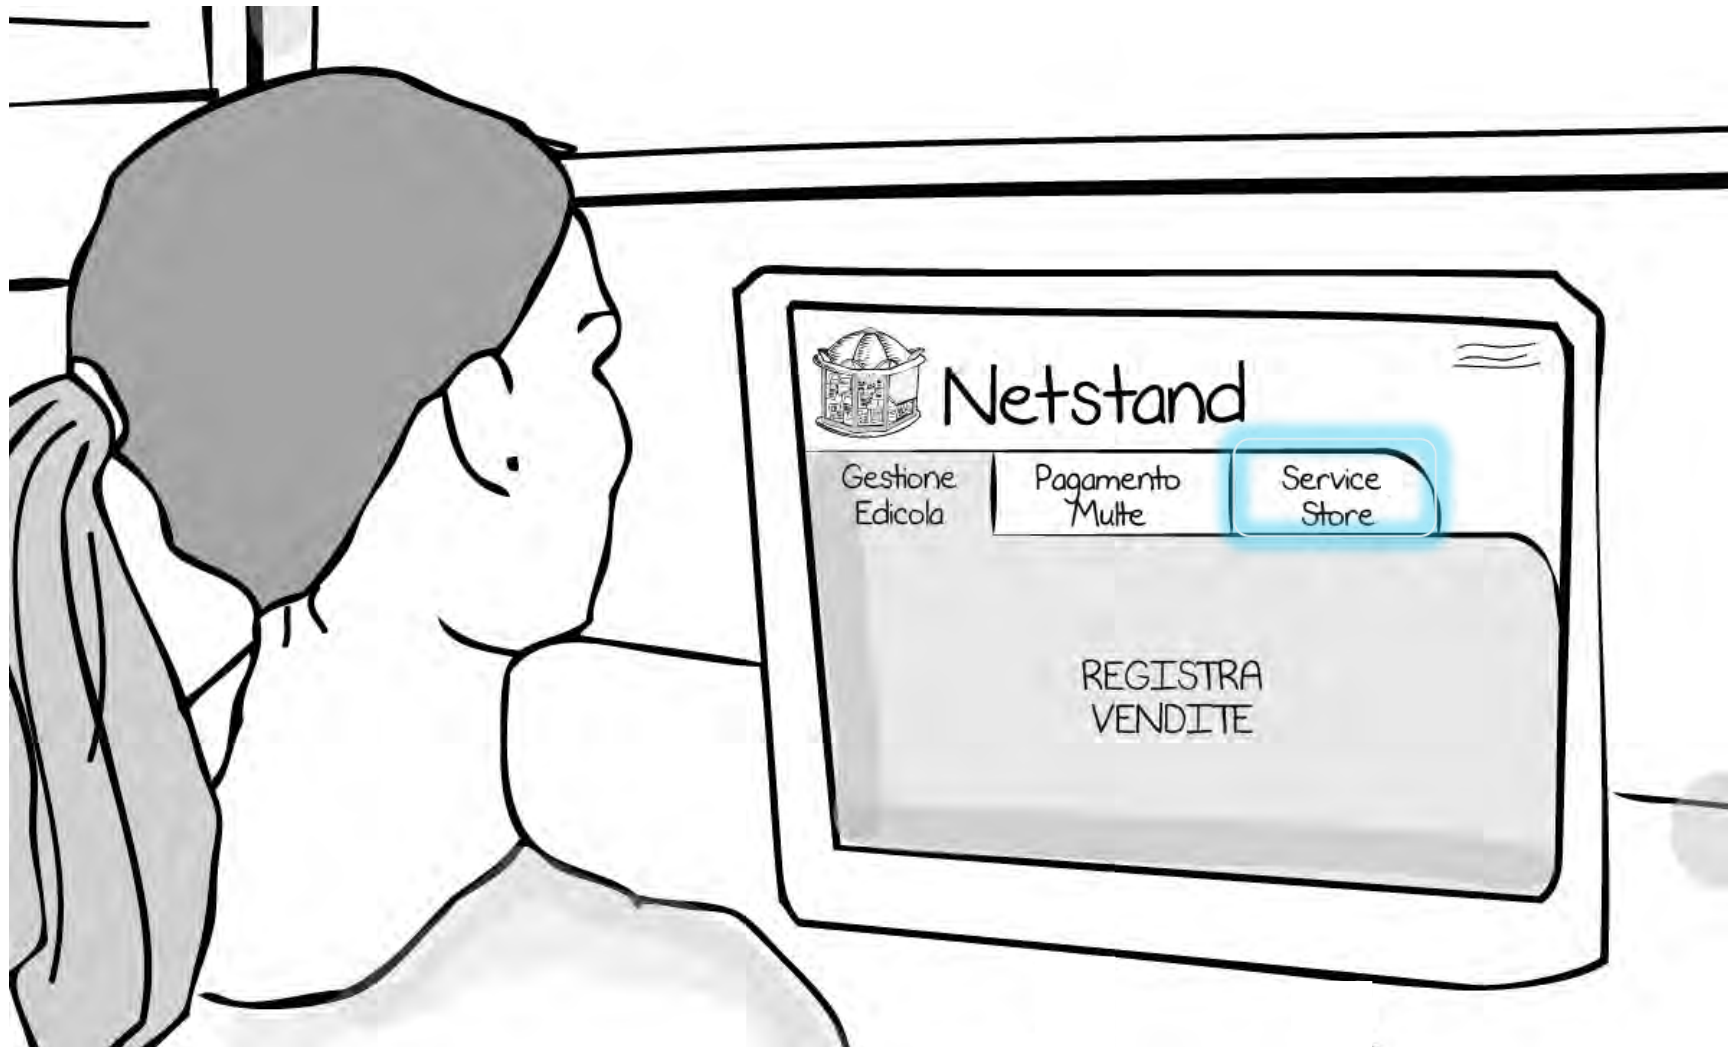 Netstand
Gestione
Edicola
Pagamento
Multe
Service
Store
REGISTRA
VENDITE